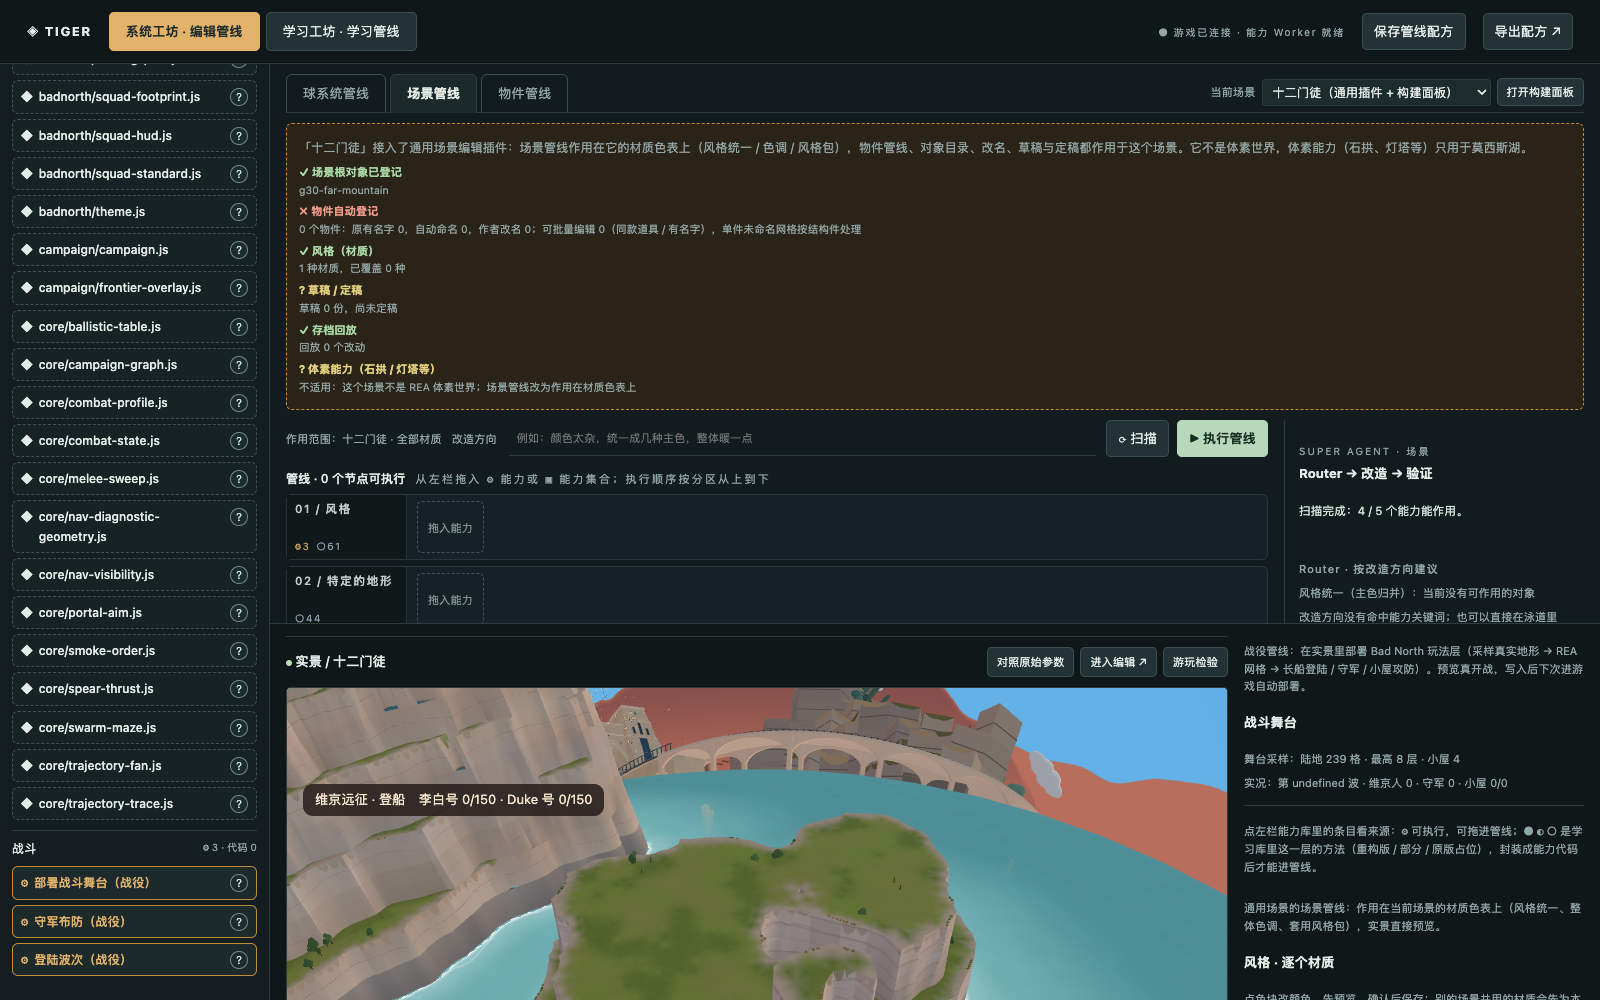 ◈ TIGER
系统工坊 · 编辑管线
学习工坊 · 学习管线
游戏已连接 · 能力 Worker 就绪
保存管线配方
导出配方 ↗
badnorth/squad-footprint.js ?
badnorth/squad-hud.js ?
badnorth/squad-standard.js ?
badnorth/theme.js ?
campaign/campaign.js ?
campaign/frontier-overlay.js ?
core/ballistic-table.js ?
core/campaign-graph.js ?
core/combat-profile.js ?
core/combat-state.js ?
core/melee-sweep.js ?
core/nav-diagnostic-
geometry.js ?
core/nav-visibility.js ?
core/portal-aim.js ?
core/smoke-order.js ?
core/spear-thrust.js ?
core/swarm-maze.js ?
core/trajectory-fan.js ?
core/trajectory-trace.js ?
战斗
⚙3 · 代码 0
⚙ 部署战斗舞台（战役） ?
⚙ 守军布防（战役） ?
⚙ 登陆波次（战役） ?
球系统管线
场景管线
物件管线
当前场景
十二门徒（通用插件 + 构建面板）
打开构建面板
「十二门徒」接入了通用场景编辑插件：场景管线作用在它的材质色表上（风格统一 / 色调 / 风格包），物件管线、对象目录、改名、草稿与定稿都作用于这个场景。它不是体素世界，体素能力（石拱、灯塔等）只用于莫西斯湖。
✓ 场景根对象已登记
g30-far-mountain
✕ 物件自动登记
0 个物件：原有名字 0，自动命名 0，作者改名 0；可批量编辑 0（同款道具 / 有名字），单件未命名网格按结构件处理
✓ 风格（材质）
1 种材质，已覆盖 0 种
? 草稿 / 定稿
草稿 0 份，尚未定稿
✓ 存档回放
回放 0 个改动
? 体素能力（石拱 / 灯塔等）
不适用：这个场景不是 REA 体素世界；场景管线改为作用在材质色表上
作用范围：十二门徒 · 全部材质
改造方向
例如：颜色太杂，统一成几种主色，整体暖一点
⟳ 扫描
▶ 执行管线
管线 · 0 个节点可执行
从左栏拖入 ⚙ 能力或 ▣ 能力集合；执行顺序按分区从上到下
01 / 风格
⚙3 ○61
拖入能力
02 / 特定的地形
○44
拖入能力
SUPER AGENT · 场景
Router → 改造 → 验证
扫描完成：4 / 5 个能力能作用。
Router · 按改造方向建议
风格统一（主色归并）：当前没有可作用的对象
改造方向没有命中能力关键词；也可以直接在泳道里
实景 / 十二门徒
对照原始参数
进入编辑 ↗
游玩检验
维京远征 · 登船 李白号 0/150 · Duke 号 0/150
战役管线：在实景里部署 Bad North 玩法层（采样真实地形 → REA
网格 → 长船登陆 / 守军 / 小屋攻防）。预览真开战，写入后下次进游
戏自动部署。
战斗舞台
舞台采样：陆地 239 格 · 最高 8 层 · 小屋 4
实况：第 undefined 波 · 维京人 0 · 守军 0 · 小屋 0/0
点左栏能力库里的条目看来源：⚙ 可执行，可拖进管线；● ◐ ○ 是学
习库里这一层的方法（重构版 / 部分 / 原版占位），封装成能力代码
后才能进管线。
通用场景的场景管线：作用在当前场景的材质色表上（风格统一、整
体色调、套用风格包），实景直接预览。
风格 · 逐个材质